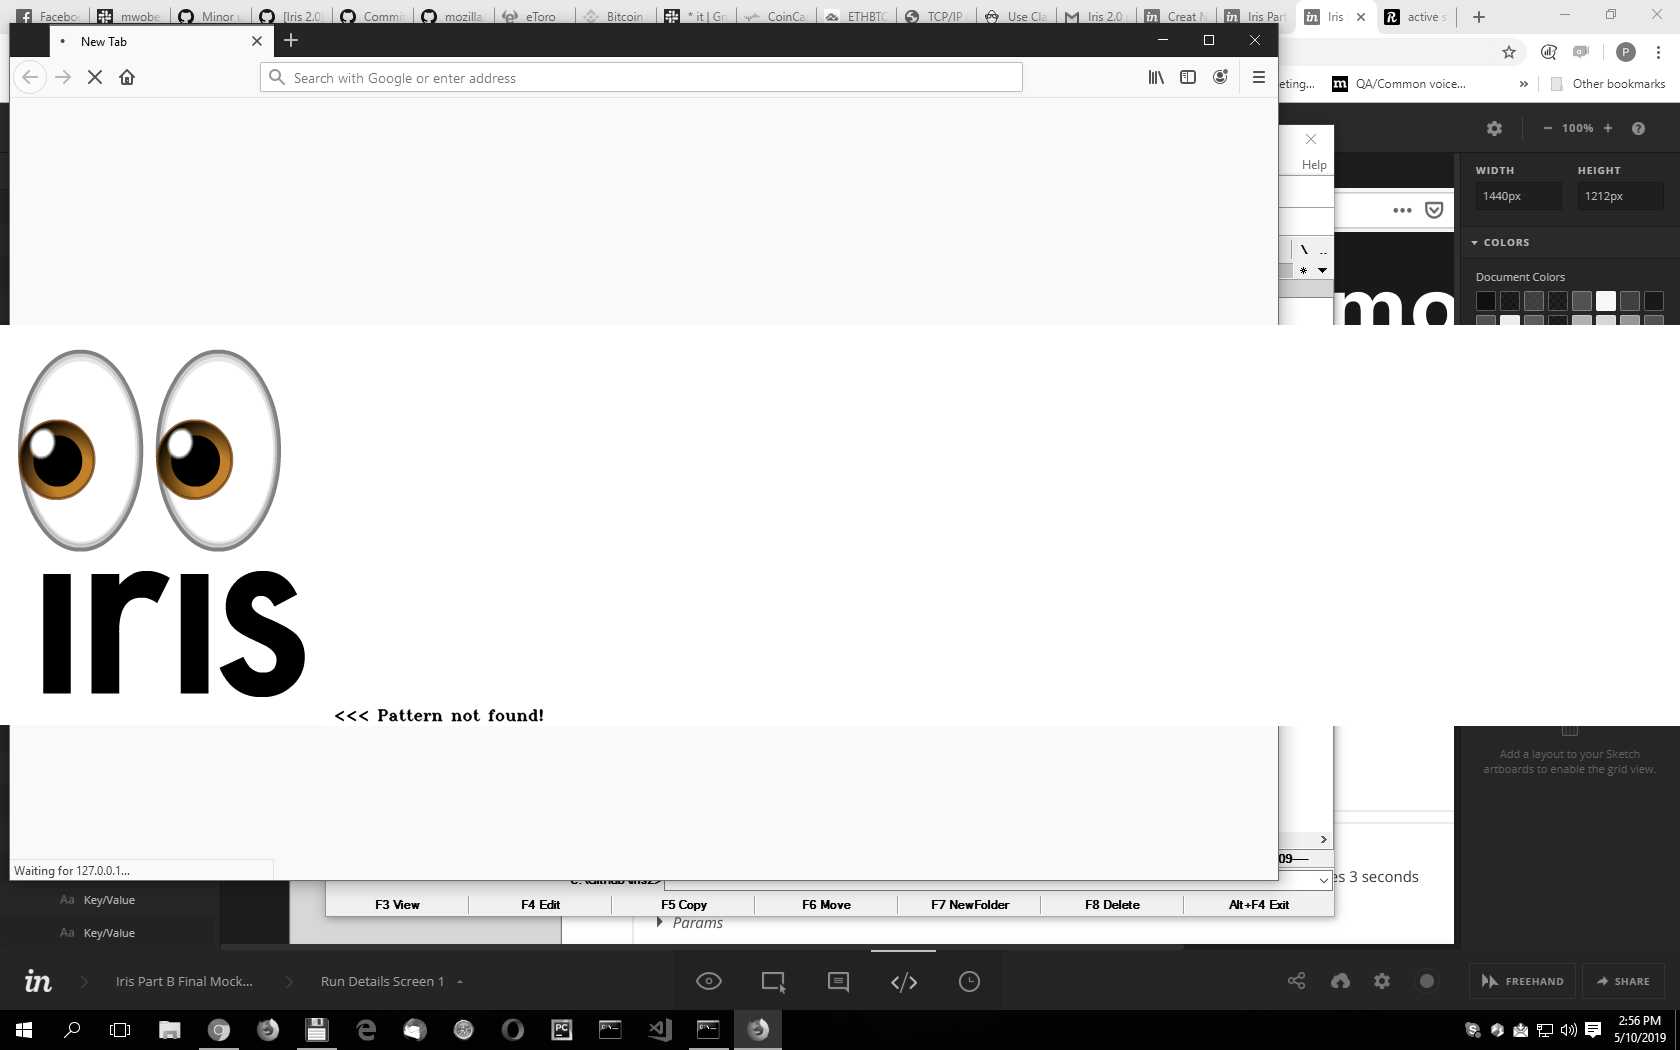 Faceboo
mwobe
Minor
[Iris 2.0
Commi
mozilla
eToro
Bitcoin
* it | Gr
CoinCa
ETHBTC
TCP/IP
Use Cla
Iris 2.0
Creat N
Iris Part
Iris
active s
New Tab
Search with Google or enter address
P
eting...
QA/Common voice...
»
Other bookmarks
100%
Help
WIDTH
HEIGHT
1440px
1212px
COLORS
Document Colors
mo
iris
<<< Pattern not found!
Add a layout to your Sketch
artboards to enable the grid view.
Waiting for 127.0.0.1...
09
es 3 seconds
Aa Key/Value
F3 View
F4 Edit
F5 Copy
F6 Move
F7 NewFolder
F8 Delete
Alt+F4 Exit
Params
Aa Key/Value
in
Iris Part B Final Mock...
Run Details Screen 1
FREEHAND
SHARE
2:56 PM
5/10/2019